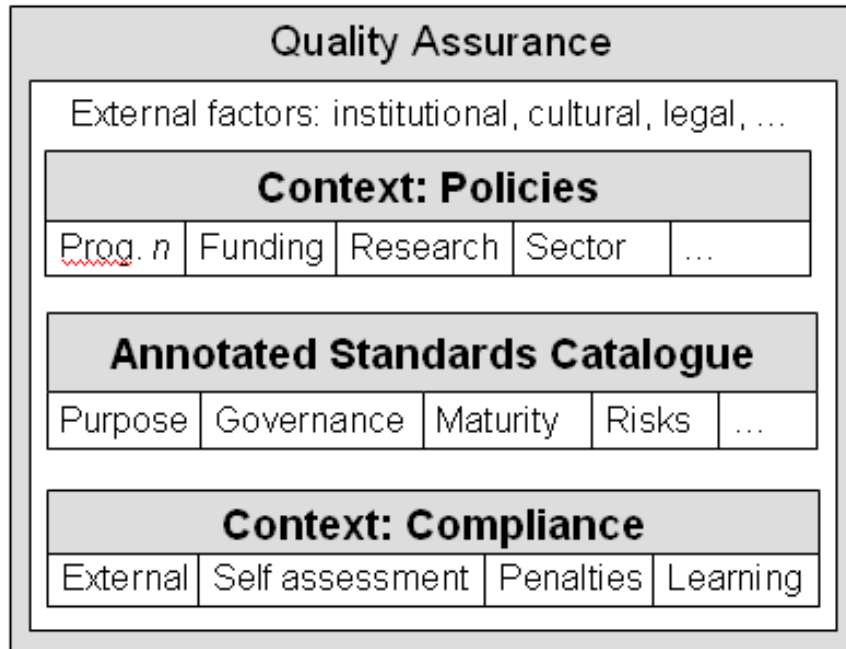 Quality Assurance
External factors: institutional, cultural, legal, ...
Context: Policies
Prog. n Funding Research Sector ...
Annotated Standards Catalogue
Purpose Governance Maturity Risks ...
Context: Compliance
External Self assessment Penalties Learning